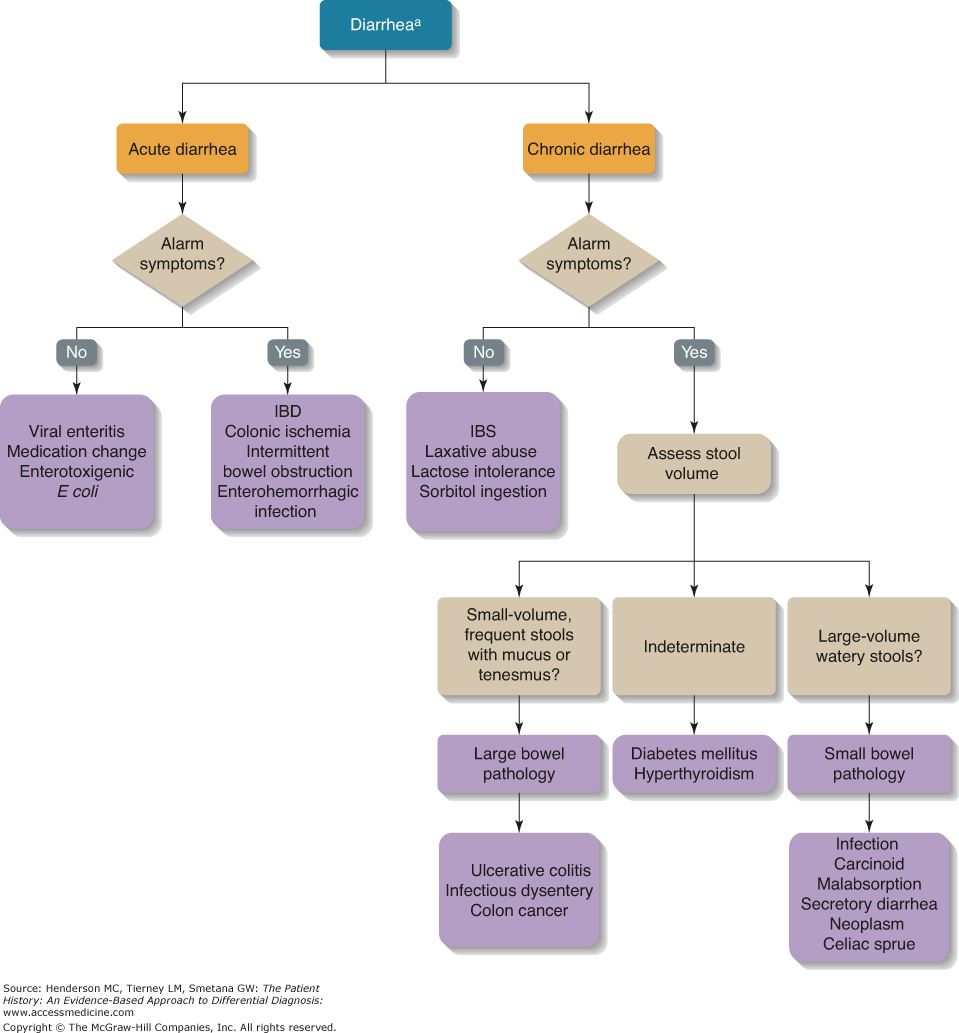 Diarrheaᵃ
Acute diarrhea
Chronic diarrhea
Alarm
symptoms?
Alarm
symptoms?
No
Yes
No
Yes
Viral enteritis
Medication change
Enterotoxigenic
E coli
IBD
Colonic ischemia
Intermittent
bowel obstruction
Enterohemorrhagic
infection
IBS
Laxative abuse
Lactose intolerance
Sorbitol ingestion
Assess stool
volume
Small-volume,
frequent stools
with mucus or
tenesmus?
Indeterminate
Large-volume
watery stools?
Large bowel
pathology
Diabetes mellitus
Hyperthyroidism
Small bowel
pathology
Ulcerative colitis
Infectious dysentery
Colon cancer
Infection
Carcinoid
Malabsorption
Secretory diarrhea
Neoplasm
Celiac sprue
Source: Henderson MC, Tierney LM, Smetana GW: The Patient
History: An Evidence-Based Approach to Differential Diagnosis:
www.accessmedicine.com
Copyright © The McGraw-Hill Companies, Inc. All rights reserved.